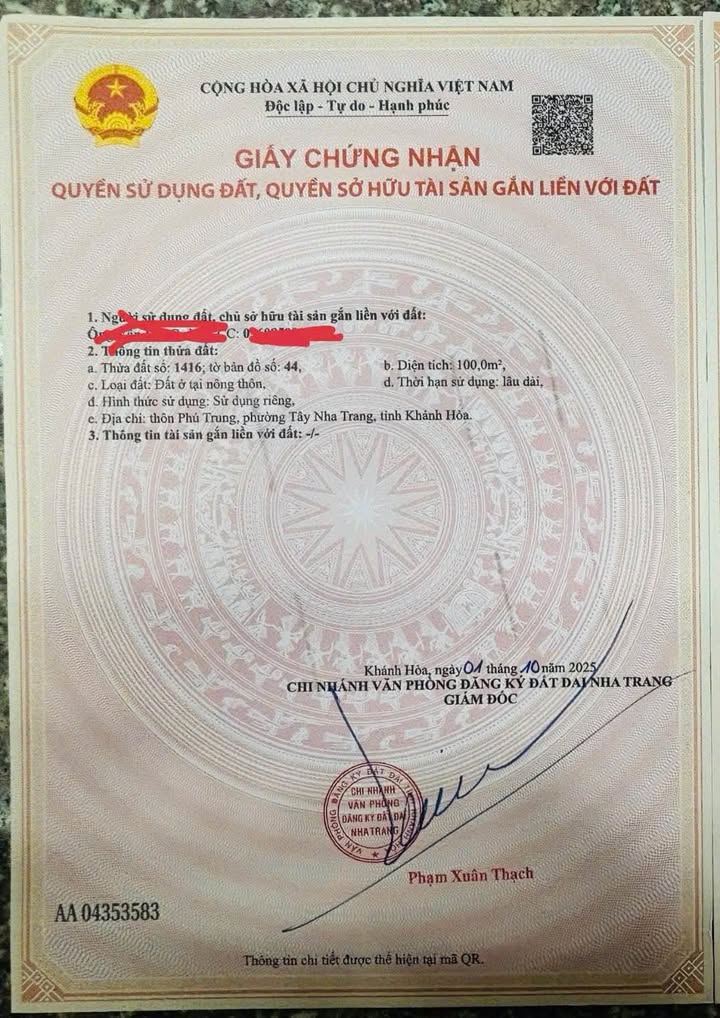 CỘNG HÒA XÃ HỘI CHỦ NGHĨA VIỆT NAM
Độc lập - Tự do - Hạnh phúc
GIẤY CHỨNG NHẬN
QUYỀN SỬ DỤNG ĐẤT, QUYỀN SỞ HỮU TÀI SẢN GẮN LIỀN VỚI ĐẤT
1. Người sử dụng đất, chủ sở hữu tài sản gắn liền với đất:
2. Thông tin thửa đất:
a. Thửa đất số: 1416; tờ bản đồ số: 44, b. Diện tích: 100,0m²,
c. Loại đất: Đất ở tại nông thôn, d. Thời hạn sử dụng: lâu dài,
đ. Hình thức sử dụng: Sử dụng riêng,
e. Địa chỉ: thôn Phú Trung, phường Tây Nha Trang, tỉnh Khánh Hòa.
3. Thông tin tài sản gắn liền với đất: -/-
Khánh Hòa, ngày 01 tháng 10 năm 2025
CHI NHÁNH VĂN PHÒNG ĐĂNG KÝ ĐẤT ĐAI NHA TRANG
GIÁM ĐỐC
VĂN PHÒNG ĐĂNG KÝ ĐẤT ĐAI TỈNH
CHI NHÁNH
VĂN PHÒNG
ĐĂNG KÝ ĐẤT ĐAI
NHA TRANG
Phạm Xuân Thạch
AA 04353583
Thông tin chi tiết được thể hiện tại mã QR.